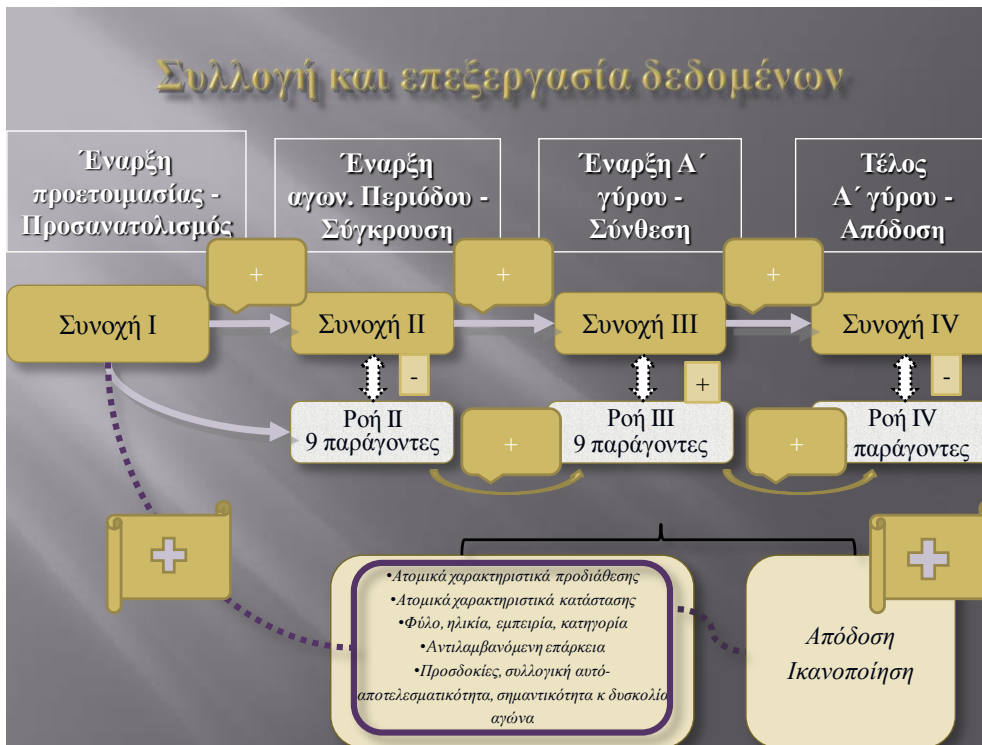 Συλλογή και επεξεργασία δεδομένων
Έναρξη
προετοιμασίας -
Προσανατολισμός
Έναρξη
αγων. Περιόδου -
Σύγκρουση
Έναρξη Α΄
γύρου -
Σύνθεση
Τέλος
Α΄ γύρου -
Απόδοση
+
+
+
Συνοχή I
Συνοχή II
Συνοχή III
Συνοχή IV
-
+
-
Ροή II
9 παράγοντες
Ροή III
9 παράγοντες
Ροή IV
παράγοντες
+
+
•Ατομικά χαρακτηριστικά προδιάθεσης
•Ατομικά χαρακτηριστικά κατάστασης
•Φύλο, ηλικία, εμπειρία, κατηγορία
•Αντιλαμβανόμενη επάρκεια
•Προσδοκίες, συλλογική αυτό-
αποτελεσματικότητα, σημαντικότητα κ δυσκολία
αγώνα
Απόδοση
Ικανοποίηση